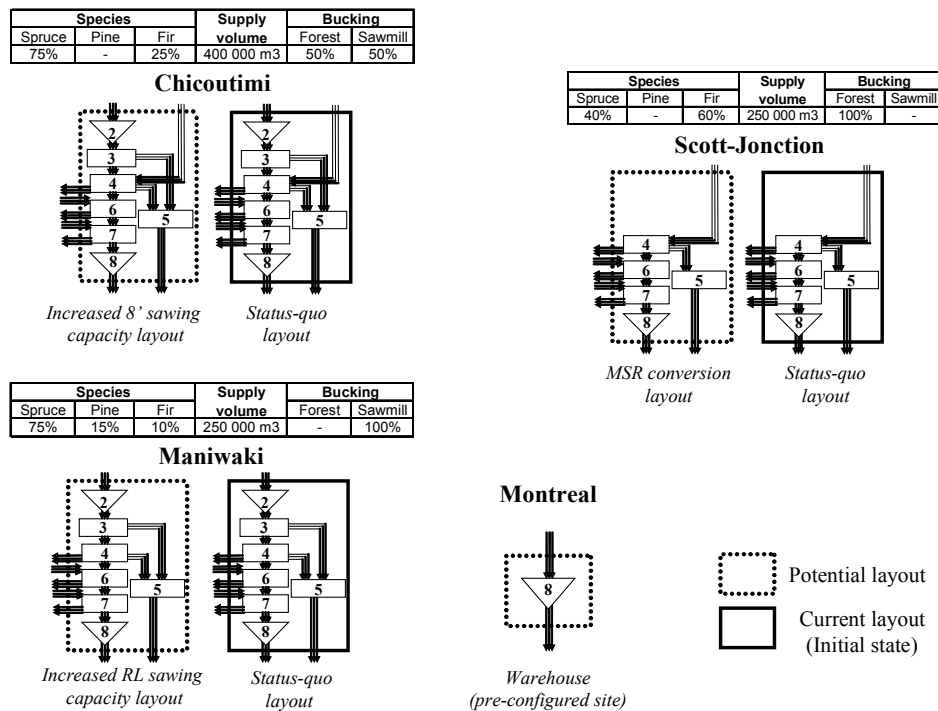 Species Supply volume Bucking
Spruce Pine Fir Forest Sawmill
75% - 25% 400 000 m3 50% 50%
Chicoutimi
2 2
3 3
4 4
6 6
5 5
7 7
8 8
Increased 8’ sawing capacity layout
Status-quo layout
Species Supply volume Bucking
Spruce Pine Fir Forest Sawmill
40% - 60% 250 000 m3 100% -
Scott-Jonction
4 4
6 6
5 5
7 7
8 8
MSR conversion layout
Status-quo layout
Species Supply volume Bucking
Spruce Pine Fir Forest Sawmill
75% 15% 10% 250 000 m3 - 100%
Maniwaki
2 2
3 3
4 4
6 6
5 5
7 7
8 8
Increased RL sawing capacity layout
Status-quo layout
Montreal
8
Warehouse
(pre-configured site)
Potential layout
Current layout
(Initial state)